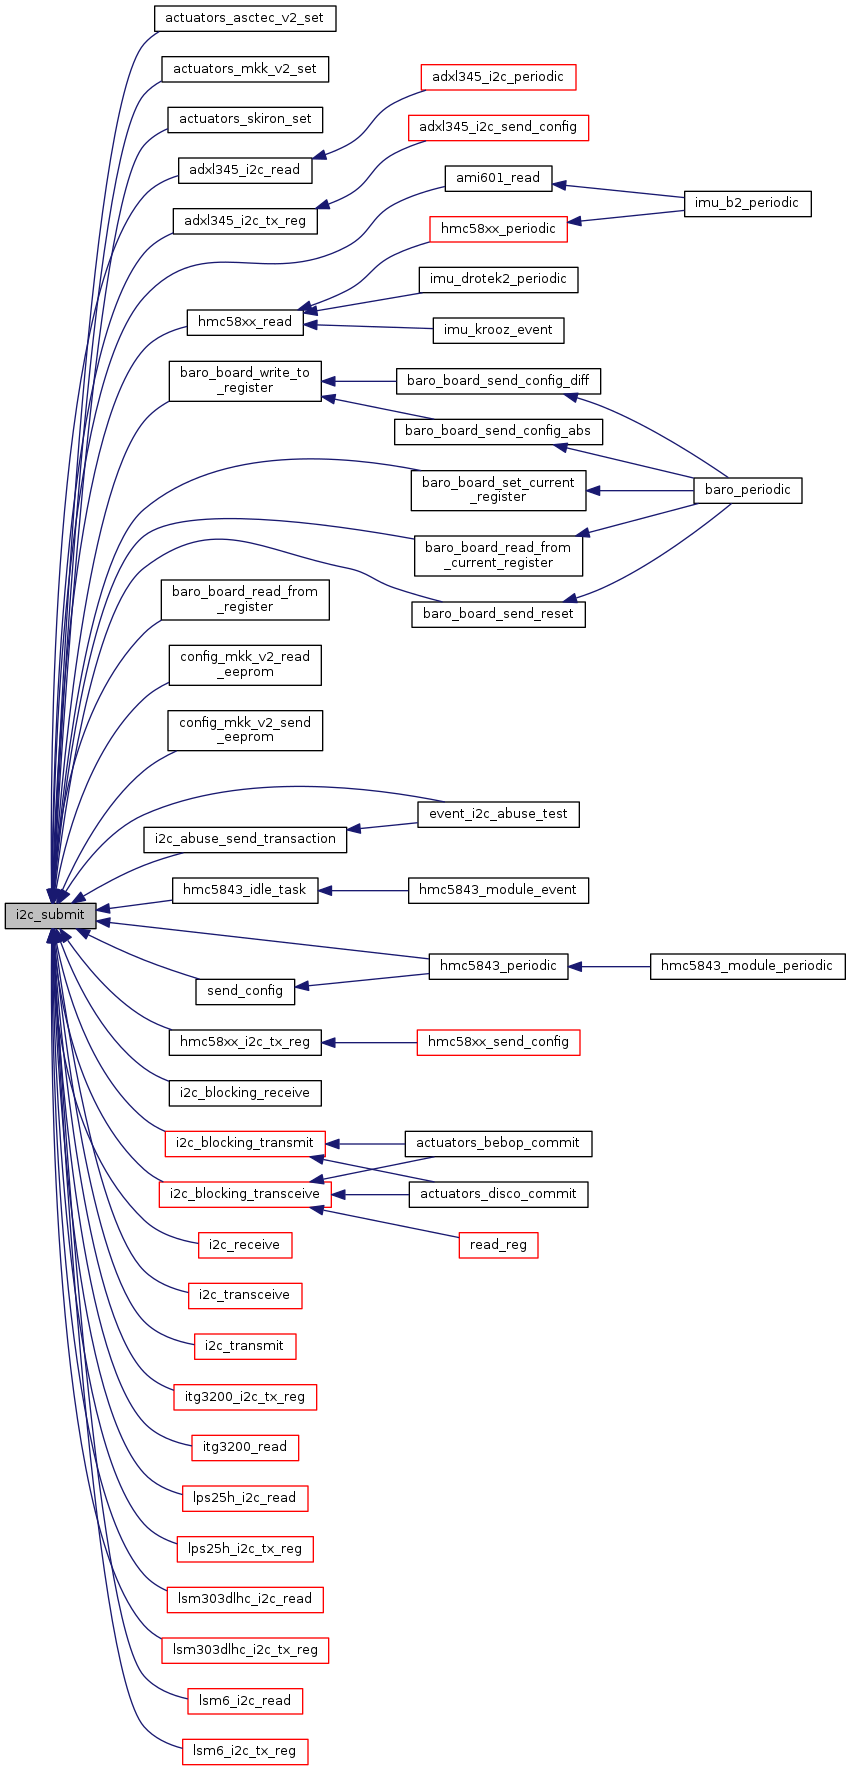 actuators_asctec_v2_set
actuators_mkk_v2_set
adxl345_i2c_periodic
actuators_skiron_set
adxl345_i2c_send_config
adxl345_i2c_read
ami601_read
imu_b2_periodic
adxl345_i2c_tx_reg
hmc58xx_periodic
imu_drotek2_periodic
hmc58xx_read
imu_krooz_event
baro_board_write_to
_register
baro_board_send_config_diff
baro_board_send_config_abs
baro_board_set_current
_register
baro_periodic
baro_board_read_from
_current_register
baro_board_read_from
_register
baro_board_send_reset
config_mkk_v2_read
_eeprom
config_mkk_v2_send
_eeprom
event_i2c_abuse_test
i2c_abuse_send_transaction
hmc5843_idle_task
hmc5843_module_event
i2c_submit
hmc5843_periodic
hmc5843_module_periodic
send_config
hmc58xx_i2c_tx_reg
hmc58xx_send_config
i2c_blocking_receive
i2c_blocking_transmit
actuators_bebop_commit
i2c_blocking_transceive
actuators_disco_commit
i2c_receive
read_reg
i2c_transceive
i2c_transmit
itg3200_i2c_tx_reg
itg3200_read
lps25h_i2c_read
lps25h_i2c_tx_reg
lsm303dlhc_i2c_read
lsm303dlhc_i2c_tx_reg
lsm6_i2c_read
lsm6_i2c_tx_reg